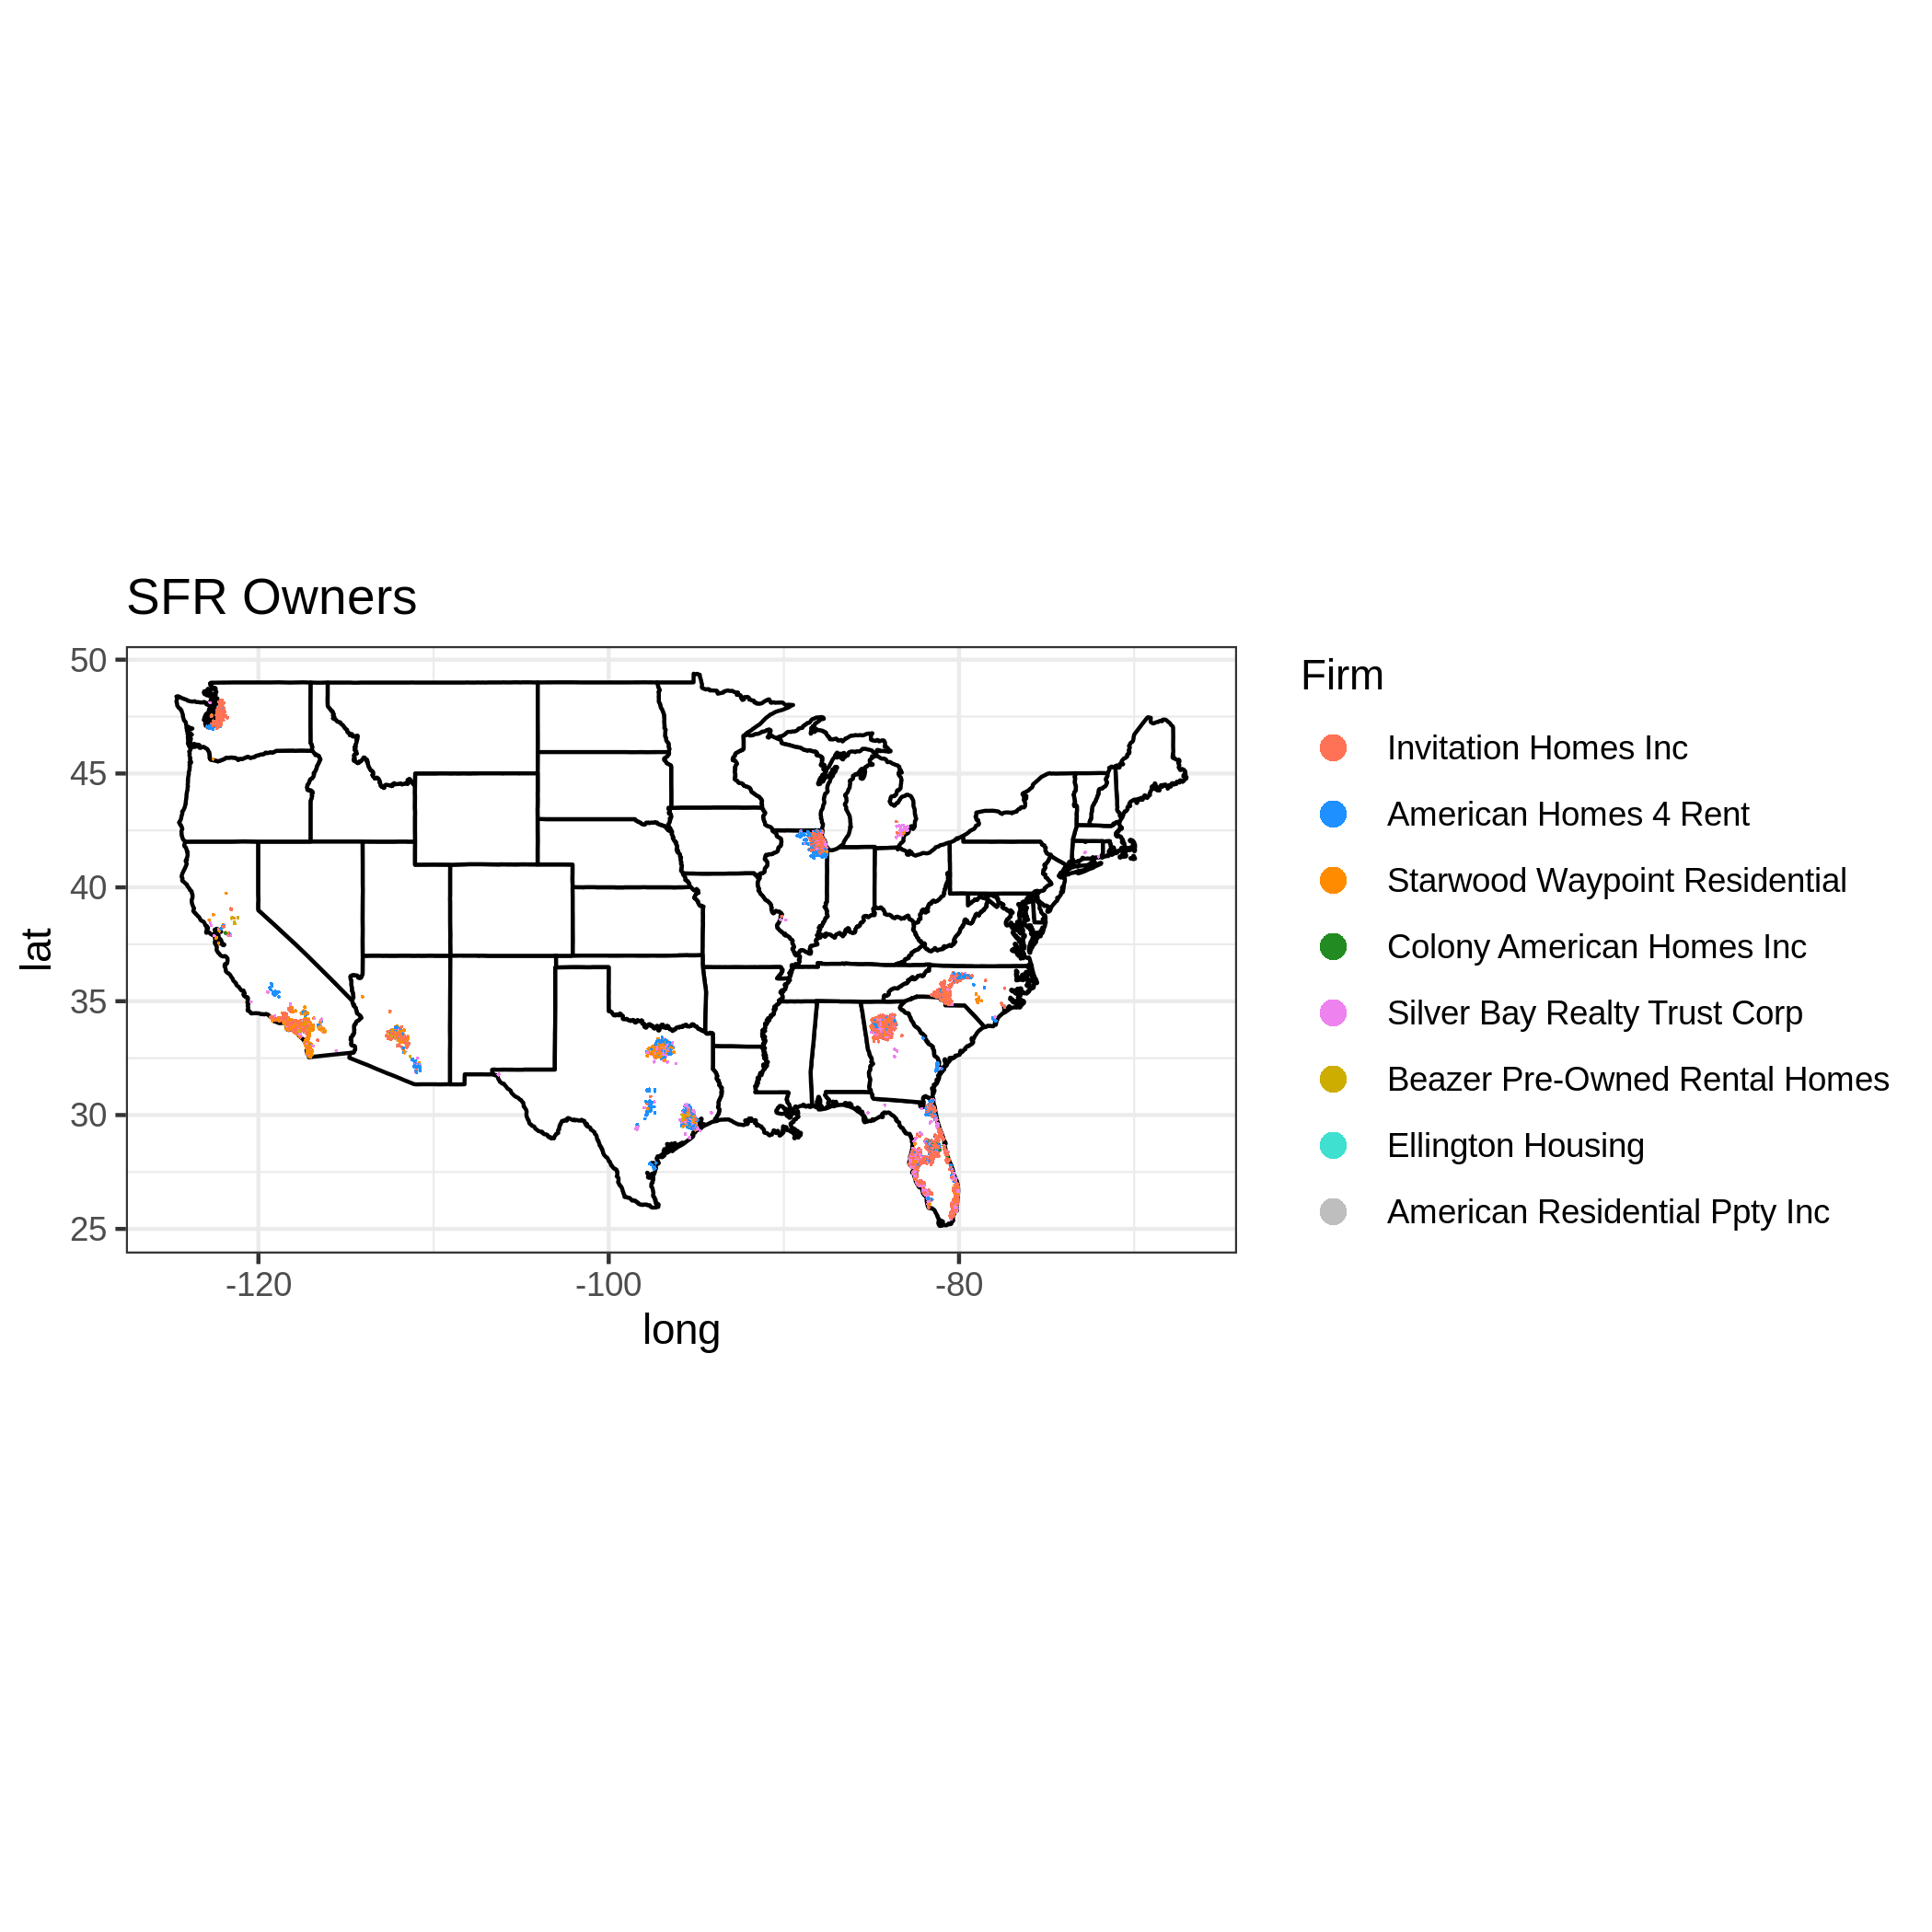 SFR Owners
50
45
40
35
30
25
lat
-120
-100
-80
long
Firm
Invitation Homes Inc
American Homes 4 Rent
Starwood Waypoint Residential
Colony American Homes Inc
Silver Bay Realty Trust Corp
Beazer Pre-Owned Rental Homes
Ellington Housing
American Residential Ppty Inc